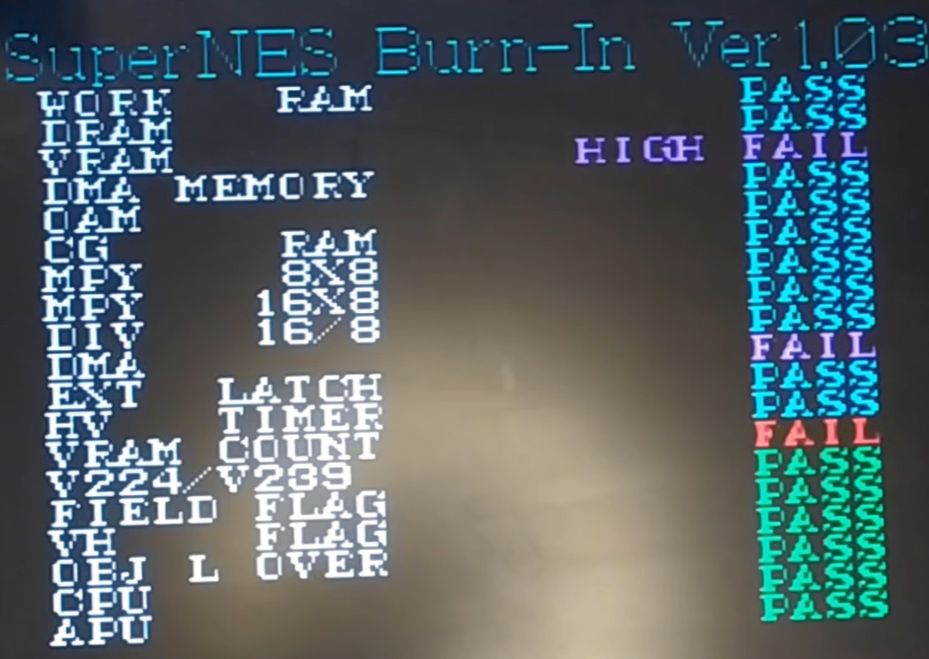 SuperNES Burn-In Ver1.03
WORK RAM PASS
DRAM PASS
VRAM HIGH FAIL
DMA MEMORY PASS
OAM PASS
CG RAM PASS
MPY 8X8 PASS
MPY 16X8 PASS
DIV 16/8 PASS
DMA FAIL
EXT LATCH PASS
HV TIMER PASS
VRAM COUNT FAIL
V224/V239 PASS
FIELD FLAG PASS
VH FLAG PASS
OBJ L OVER PASS
CPU PASS
APU PASS